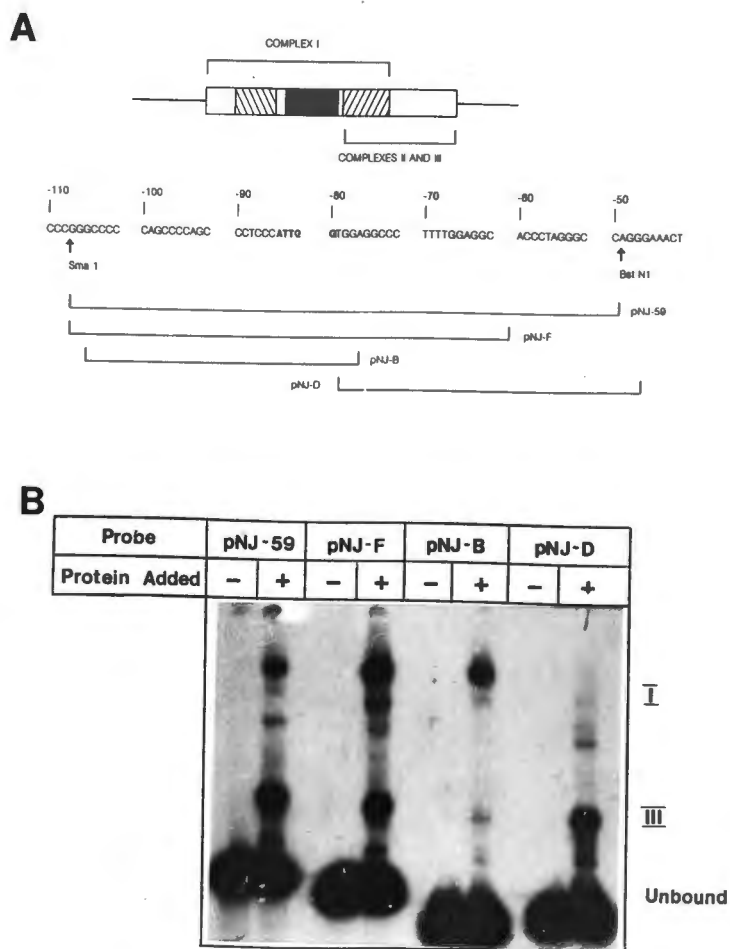 A
COMPLEX I
COMPLEXES II AND III
-110 -100 -90 -80 -70 -60 -50
CCCGGGCCCC CAGCCCCAGC CCTCCCATTG GTGGAGGCCC TTTTGGAGGC ACCCTAGGGC CAGGGAAACT
Sma 1 Bst N1
pNJ-59
pNJ-F
pNJ-B
pNJ-D
B
Probe pNJ-59 pNJ-F pNJ-B pNJ-D
Protein Added - + - + - + - +
I
III
Unbound